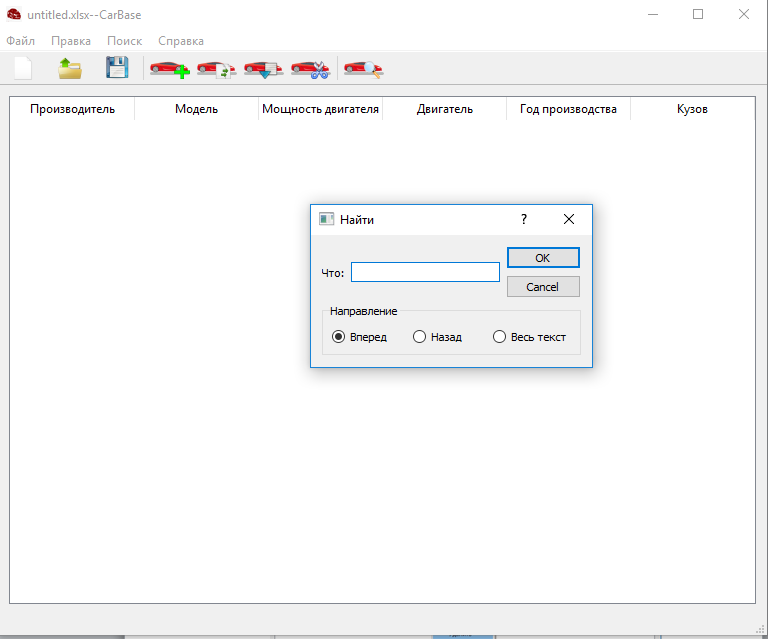 untitled.xlsx--CarBase
Файл Правка Поиск Справка
Производитель Модель Мощность двигателя Двигатель Год производства Кузов
Найти ?
OK
Что:
Cancel
Направление
Вперед Назад Весь текст